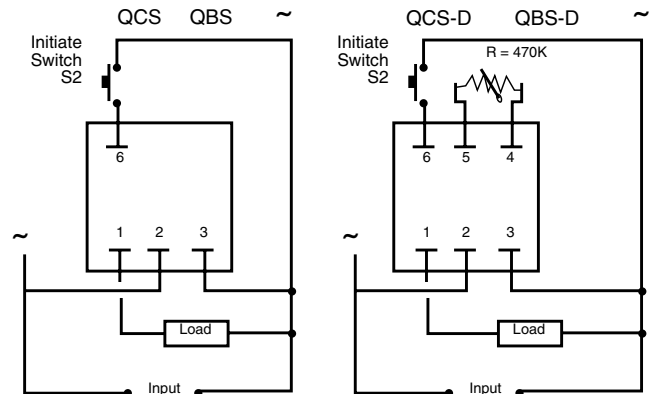 QCS QBS ~
Initiate
Switch
S2
6
1 2 3
~
Load
Input
QCS-D QBS-D ~
Initiate
Switch
S2
R = 470K
6 5 4
1 2 3
~
Load
Input